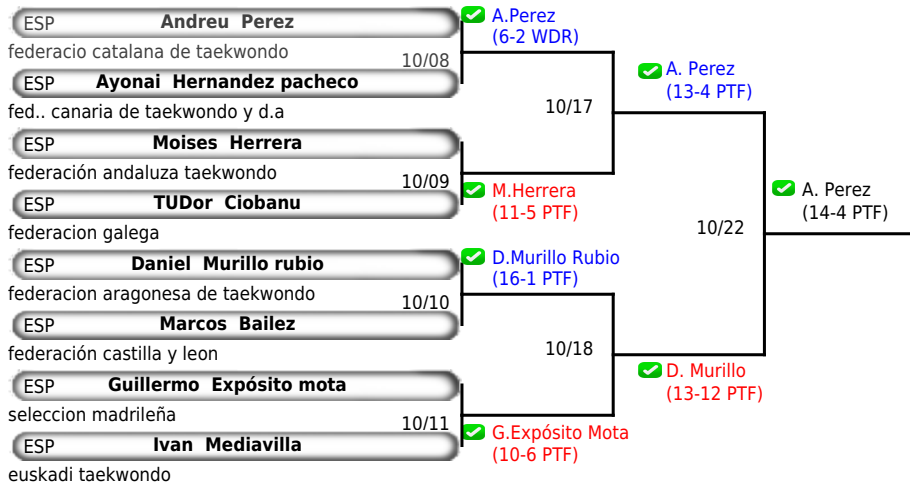 ESP Andreu Perez
federacio catalana de taekwondo
10/08
ESP Ayonai Hernandez pacheco
fed.. canaria de taekwondo y d.a
A.Perez
(6-2 WDR)
ESP Moises Herrera
federación andaluza taekwondo
10/09
ESP TUDor Ciobanu
federacion galega
M.Herrera
(11-5 PTF)
10/17
A. Perez
(13-4 PTF)
ESP Daniel Murillo rubio
federacion aragonesa de taekwondo
10/10
ESP Marcos Bailez
federación castilla y leon
D.Murillo Rubio
(16-1 PTF)
ESP Guillermo Expósito mota
seleccion madrileña
10/11
ESP Ivan Mediavilla
euskadi taekwondo
G.Expósito Mota
(10-6 PTF)
10/18
D. Murillo
(13-12 PTF)
10/22
A. Perez
(14-4 PTF)